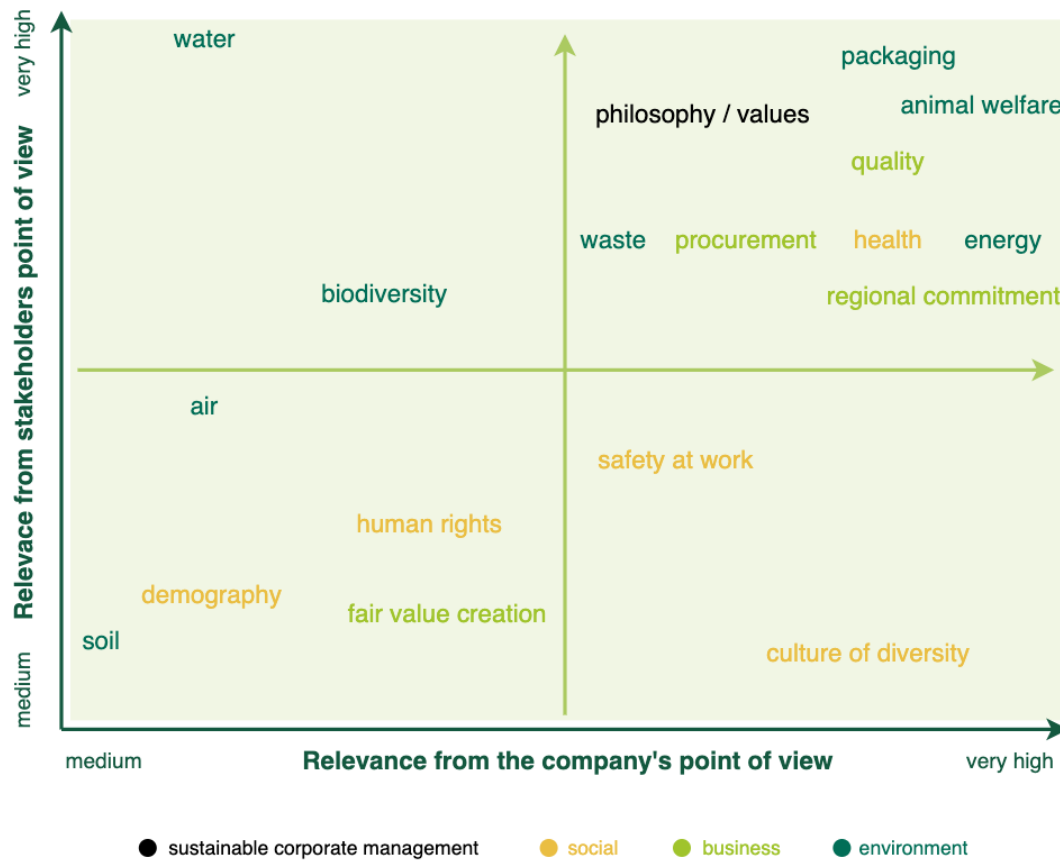 very high
Relevace from stakeholders point of view
medium
water
packaging
philosophy / values
animal welfare
quality
waste
procurement
health
energy
biodiversity
regional commitment
air
safety at work
human rights
demography
fair value creation
soil
culture of diversity
medium
Relevance from the company's point of view
very high
sustainable corporate management
social
business
environment